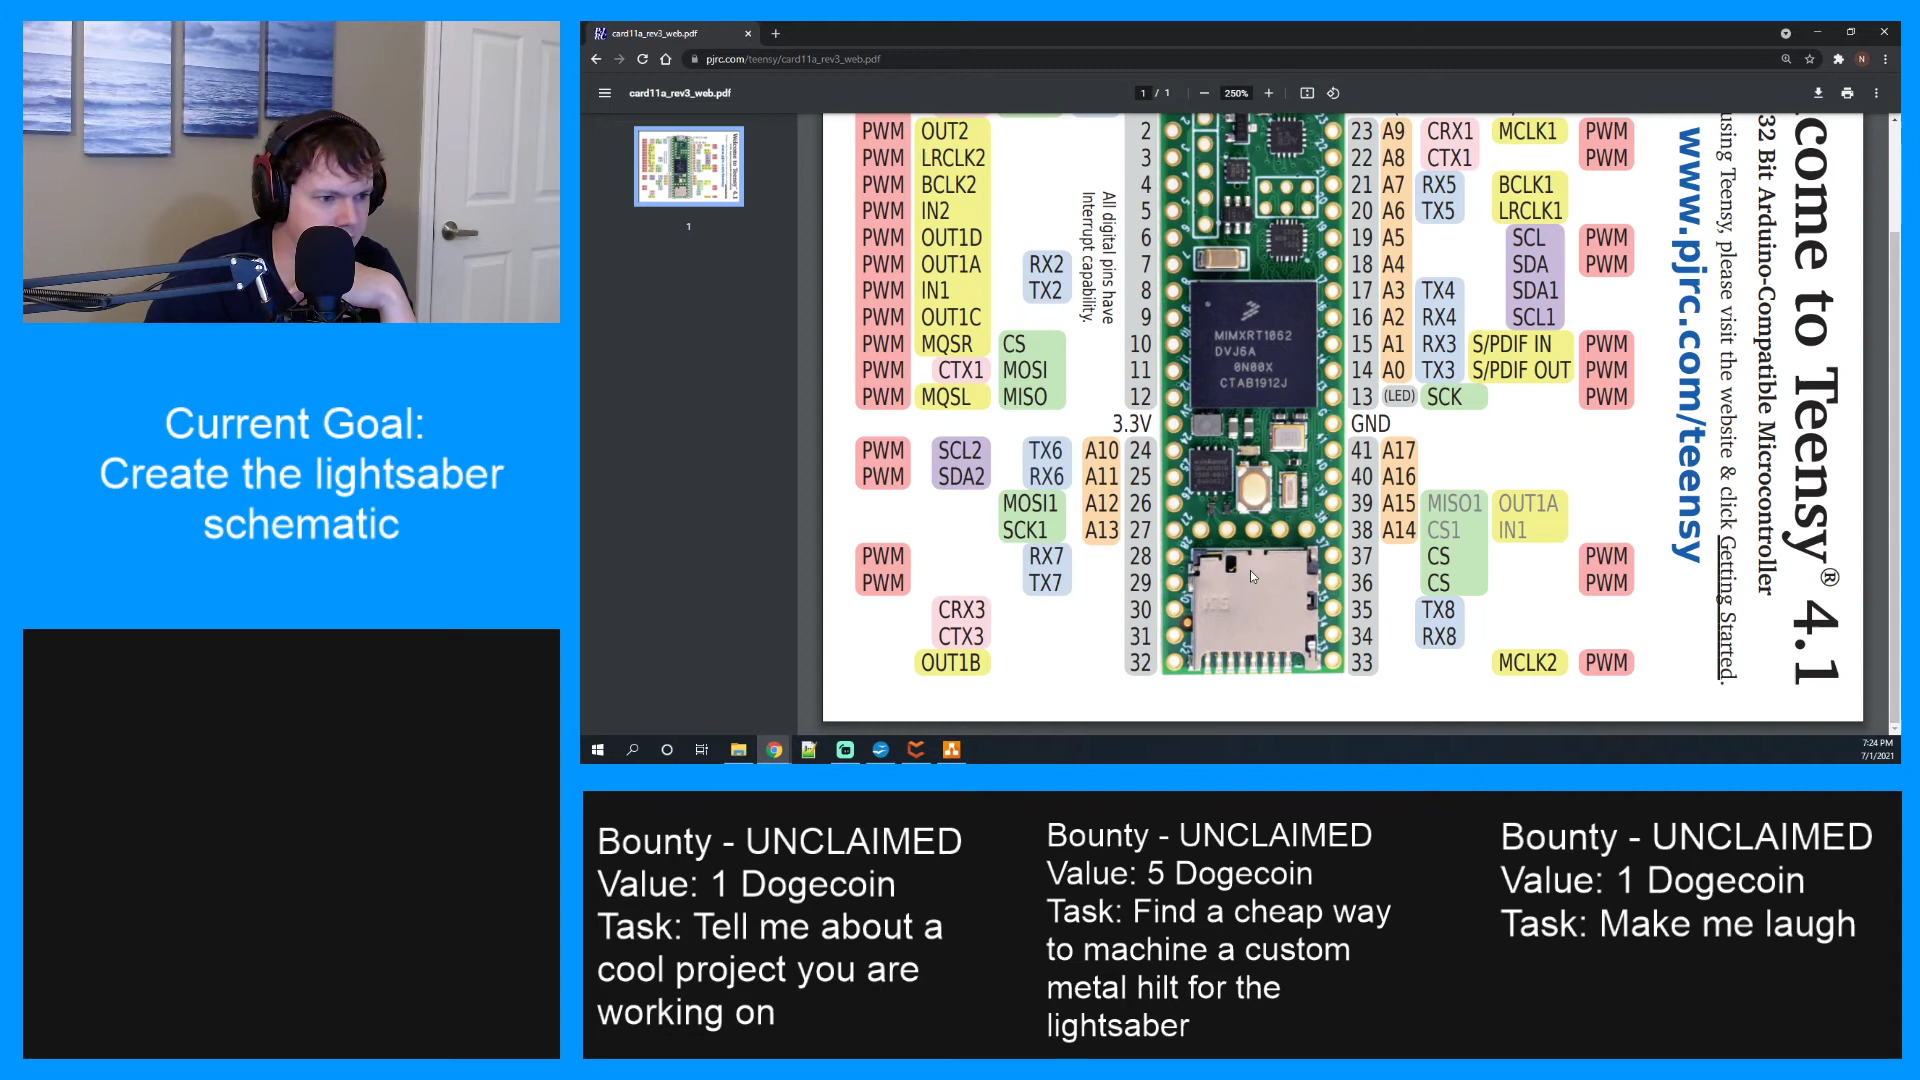 card11a_rev3_web.pdf
pjrc.com/teensy/card11a_rev3_web.pdf
N
card11a_rev3_web.pdf
1 / 1
250%
1
PWM OUT2 2 23 A9 CRX1 MCLK1 PWM
PWM LRCLK2 3 22 A8 CTX1 PWM
PWM BCLK2 4 21 A7 RX5 BCLK1
PWM IN2 5 20 A6 TX5 LRCLK1
PWM OUT1D 6 19 A5 SCL PWM
PWM OUT1A RX2 7 18 A4 SDA PWM
PWM IN1 TX2 8 17 A3 TX4 SDA1
PWM OUT1C 9 16 A2 RX4 SCL1
PWM MQSR CS 10 15 A1 RX3 S/PDIF IN PWM
PWM CTX1 MOSI 11 14 A0 TX3 S/PDIF OUT PWM
PWM MQSL MISO 12 13 (LED) SCK PWM
3.3V GND
PWM SCL2 TX6 A10 24 41 A17
PWM SDA2 RX6 A11 25 40 A16
MOSI1 A12 26 39 A15 MISO1 OUT1A
SCK1 A13 27 38 A14 CS1 IN1
PWM RX7 28 37 CS PWM
PWM TX7 29 36 CS PWM
CRX3 30 35 TX8
CTX3 31 34 RX8
OUT1B 32 33 MCLK2 PWM
All digital pins have
Interrupt capability.
MIMXRT1062
DVJ6A
0N00X
CTAB1912J
come to Teensy® 4.1
32 Bit Arduino-Compatible Microcontroller
using Teensy, please visit the website & click Getting Started.
www.pjrc.com/teensy
7:24 PM
7/1/2021
Current Goal:
Create the lightsaber
schematic
Bounty - UNCLAIMED
Value: 1 Dogecoin
Task: Tell me about a
cool project you are
working on
Bounty - UNCLAIMED
Value: 5 Dogecoin
Task: Find a cheap way
to machine a custom
metal hilt for the
lightsaber
Bounty - UNCLAIMED
Value: 1 Dogecoin
Task: Make me laugh